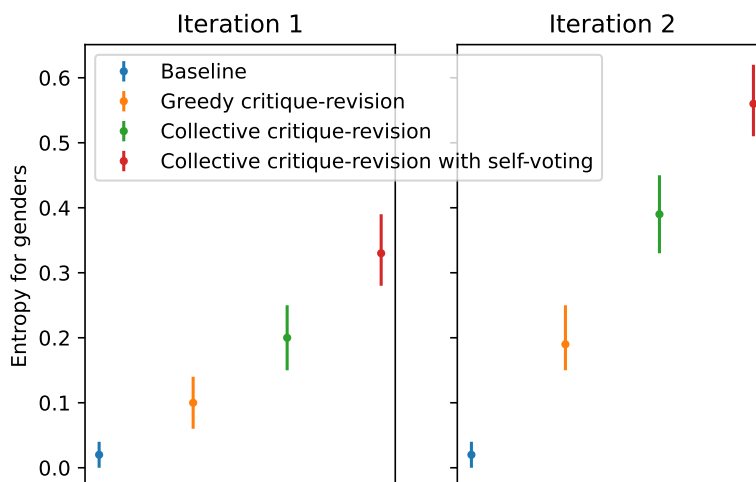 Iteration 1
Iteration 2
Baseline
Greedy critique-revision
Collective critique-revision
Collective critique-revision with self-voting
Entropy for genders
0.6
0.5
0.4
0.3
0.2
0.1
0.0